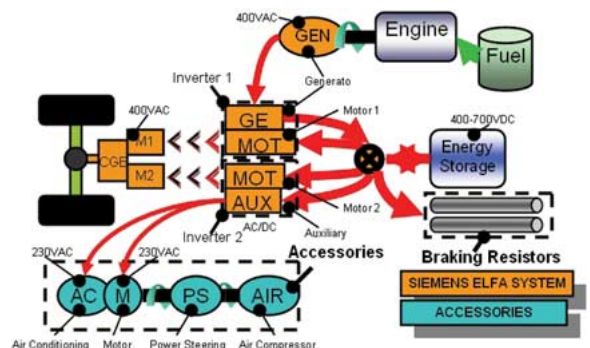 400VAC
GEN
Engine
Fuel
Inverter 1
Generato
400VAC
GE
Motor 1
400-700VDC
M1
MOT
Energy
Storage
CGE
M2
MOT
AUX
Motor 2
AC/DC
Inverter 2
Auxiliary
Accessories
Braking Resistors
230VAC
230VAC
AC
M
PS
AIR
SIEMENS ELFA SYSTEM
ACCESSORIES
Air Conditioning
Motor
Power Steering
Air Compressor